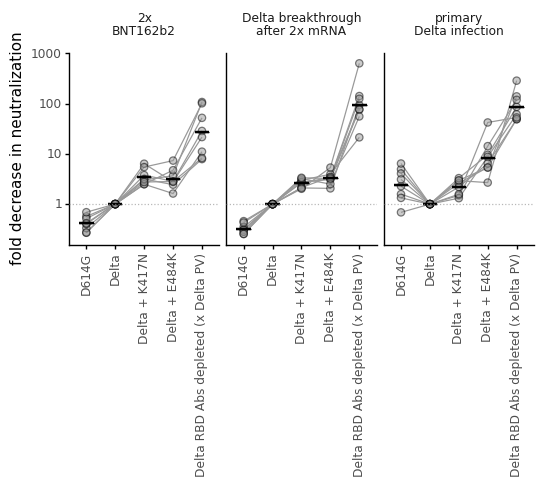 2x
BNT162b2
Delta breakthrough
after 2x mRNA
primary
Delta infection
fold decrease in neutralization
1000
100
10
1
D614G
Delta
Delta + K417N
Delta + E484K
Delta RBD Abs depleted (x Delta PV)
D614G
Delta
Delta + K417N
Delta + E484K
Delta RBD Abs depleted (x Delta PV)
D614G
Delta
Delta + K417N
Delta + E484K
Delta RBD Abs depleted (x Delta PV)